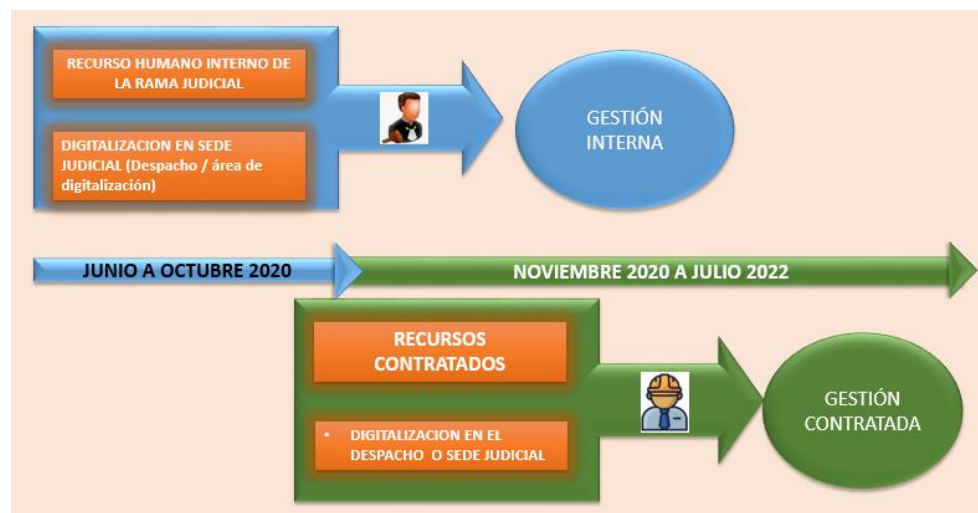 RECURSO HUMANO INTERNO DE
LA RAMA JUDICIAL
DIGITALIZACION EN SEDE
JUDICIAL (Despacho / área de
digitalización)
GESTIÓN
INTERNA
JUNIO A OCTUBRE 2020
NOVIEMBRE 2020 A JULIO 2022
RECURSOS
CONTRATADOS
• DIGITALIZACION EN EL
DESPACHO O SEDE JUDICIAL
GESTIÓN
CONTRATADA